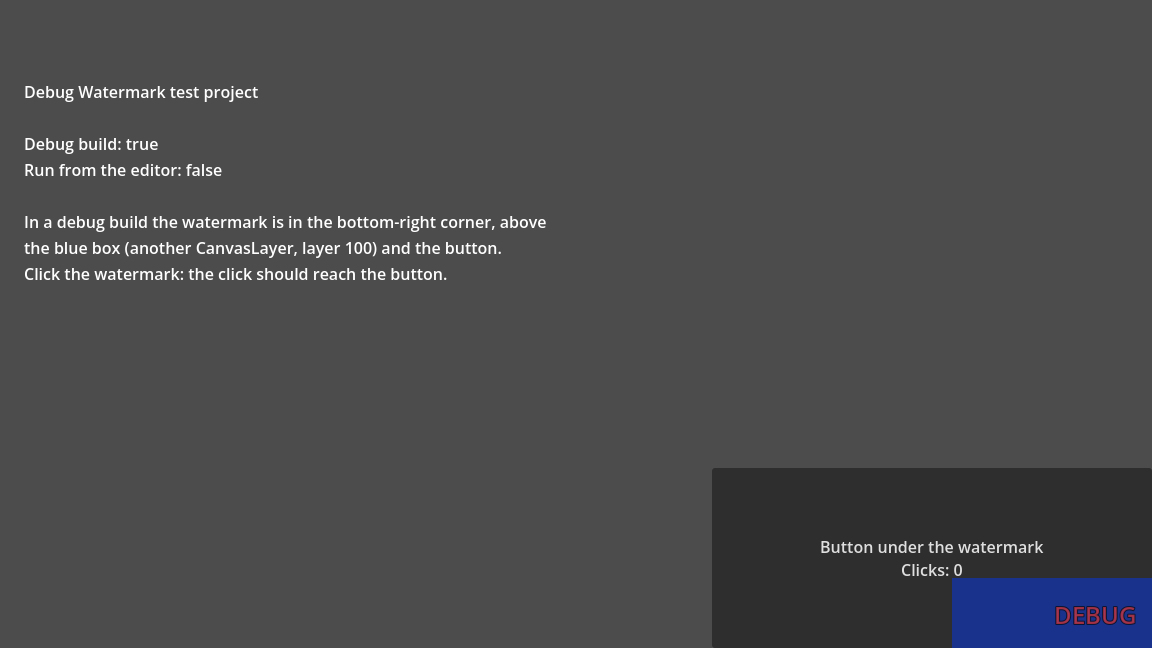 Debug Watermark test project
Debug build: true
Run from the editor: false
In a debug build the watermark is in the bottom-right corner, above
the blue box (another CanvasLayer, layer 100) and the button.
Click the watermark: the click should reach the button.
Button under the watermark
Clicks: 0
DEBUG